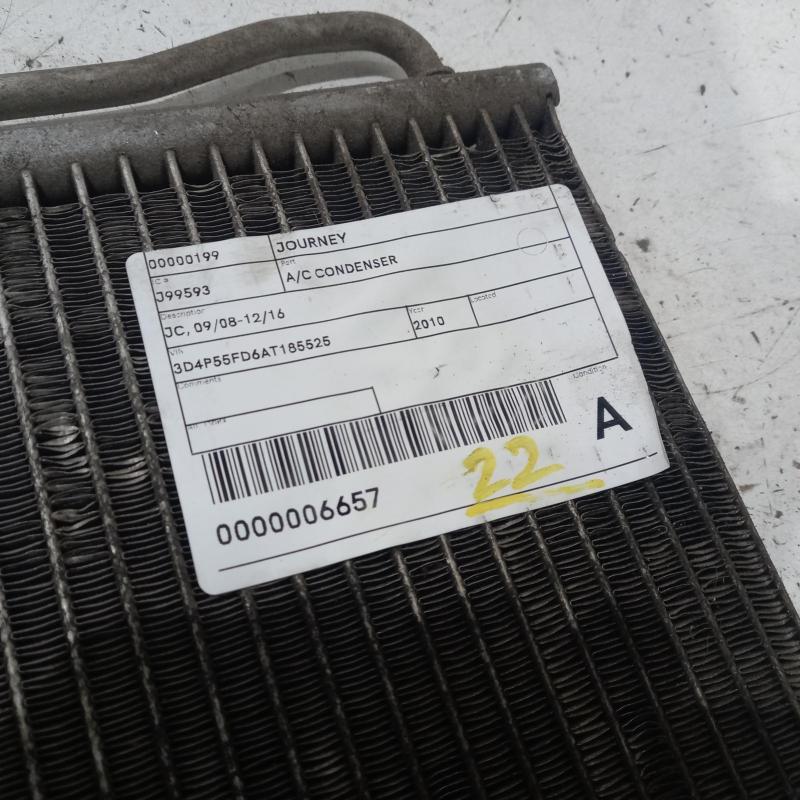 00000199 JOURNEY
C # Part
J99593 A/C CONDENSER
Description
JC, 09/08-12/16
VIN Year Located
3D4P55FD6AT185525 2010
Comments Condition
A
0000006657
22